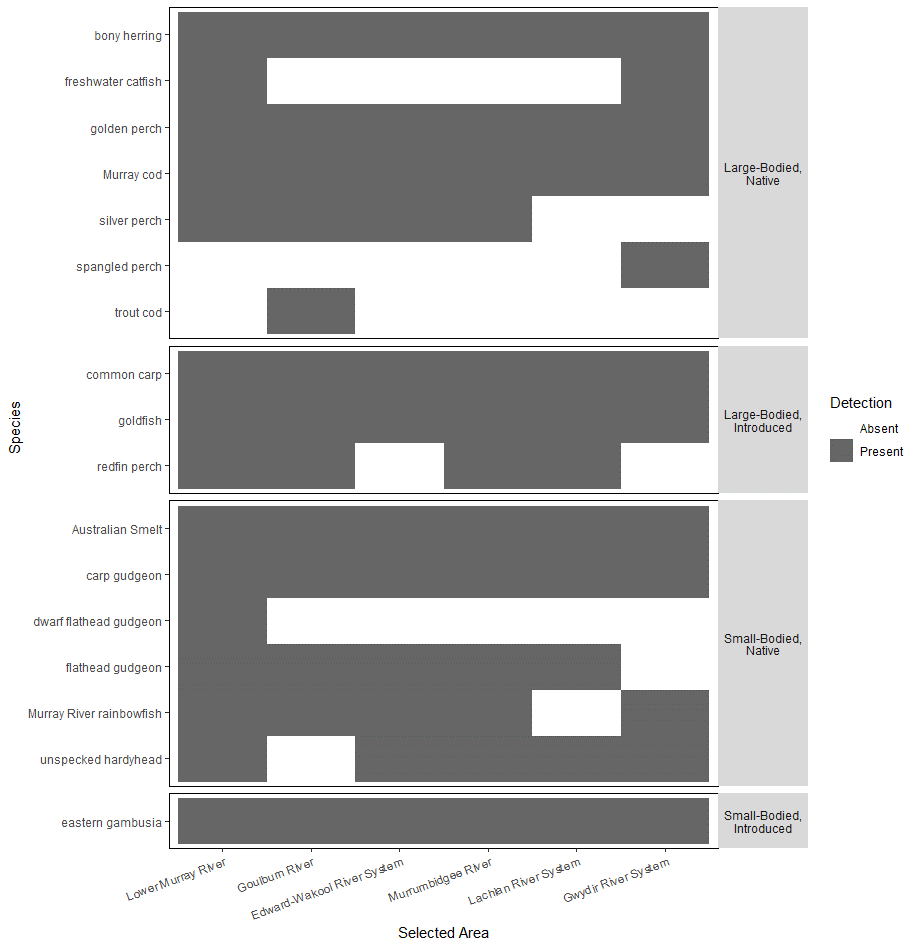 bony herring
freshwater catfish
golden perch
Murray cod
silver perch
spangled perch
trout cod
Large-Bodied,
Native
common carp
goldfish
redfin perch
Large-Bodied,
Introduced
Australian Smelt
carp gudgeon
dwarf flathead gudgeon
flathead gudgeon
Murray River rainbowfish
unspecked hardyhead
Small-Bodied,
Native
eastern gambusia
Small-Bodied,
Introduced
Species
Lower Murray River
Goulburn River
Edward-Wakool River System
Murrumbidgee River
Lachlan River System
Gwydir River System
Selected Area
Detection
Absent
Present